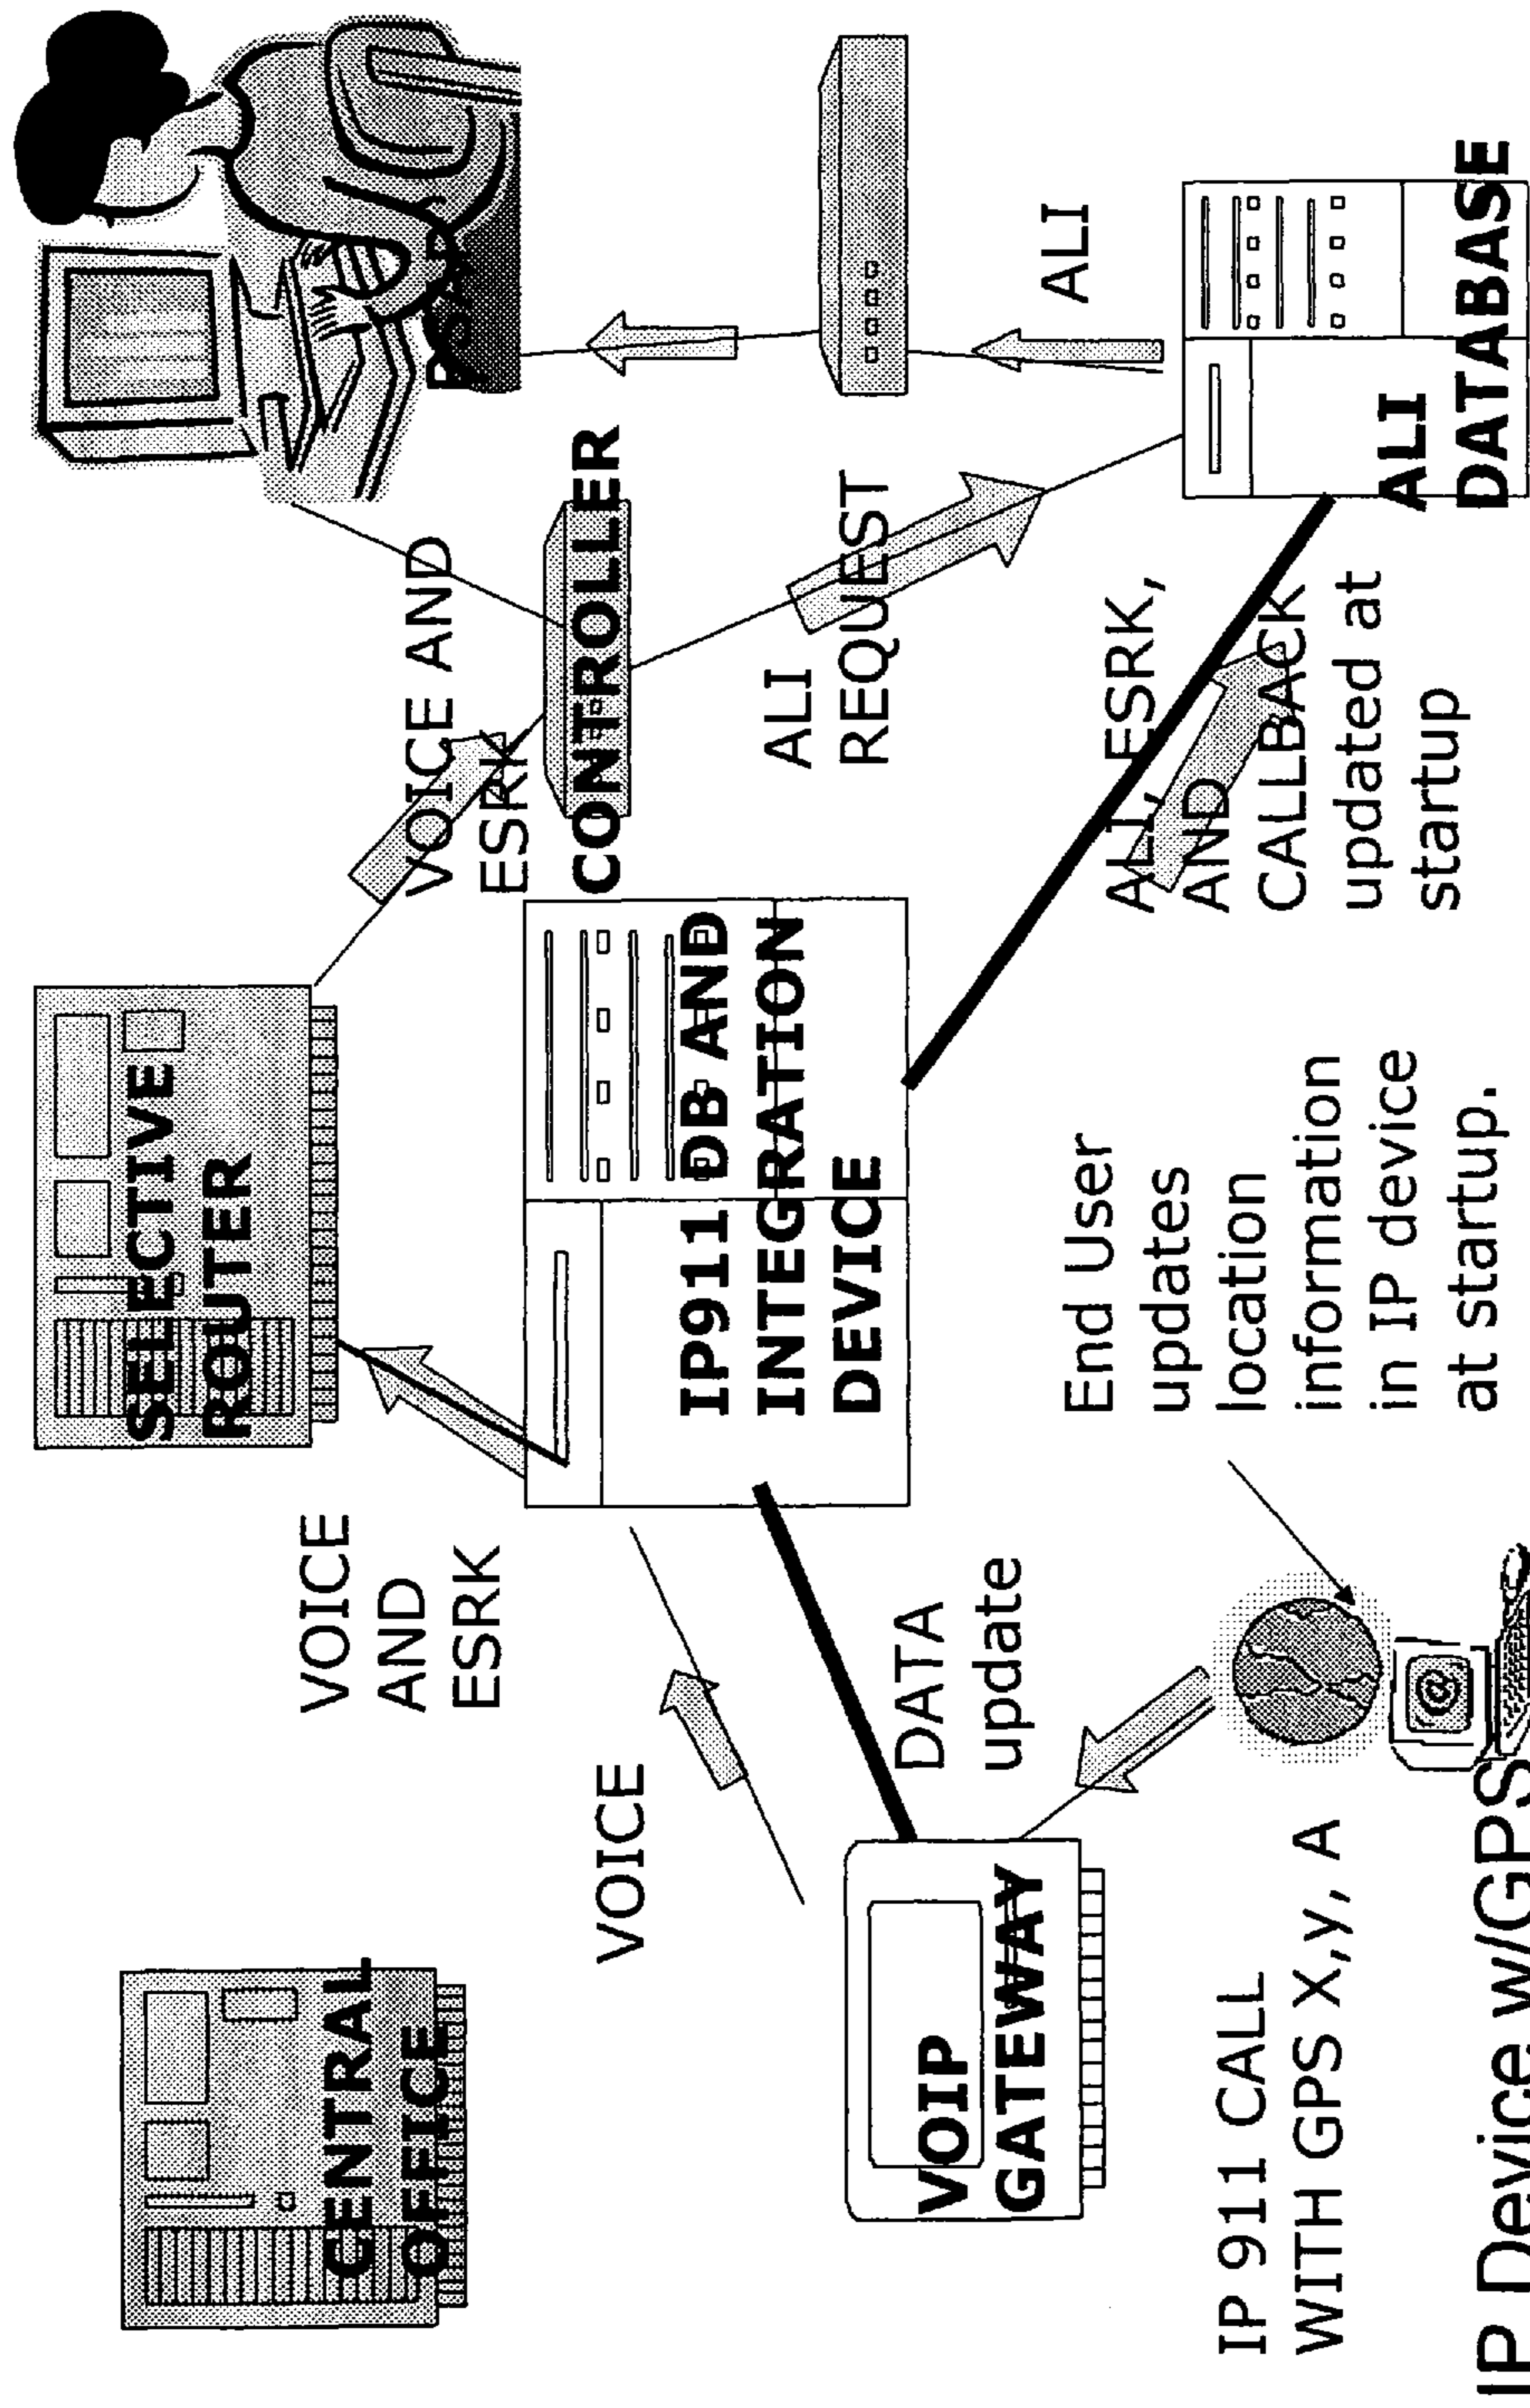 CENTRAL
OFFICE
SELECTIVE
ROUTER
VOICE
AND
ESRK
VOICE AND
ESRK
CONTROLLER
VOICE
IP911 DB AND
INTEGRATION
DEVICE
ALI
REQUEST
ALI
VOIP
GATEWAY
DATA
update
ALI, ESRK,
AND
CALLBACK
updated at
startup
ALI
DATABASE
End User
updates
location
information
in IP device
at startup.
IP 911 CALL
WITH GPS X,y, A
@
IP Device w/GPS